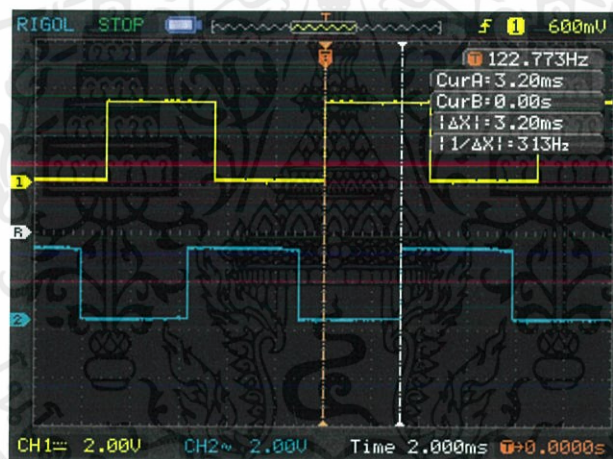 RIGOL STOP T f 1 600mV
T 122.773Hz
CurA=3.20ms
CurB=0.00s
|ΔX|=3.20ms
|1/ΔX|=313Hz
1
R
2
CH1 2.00V CH2~ 2.00V Time 2.000ms T→0.0000s